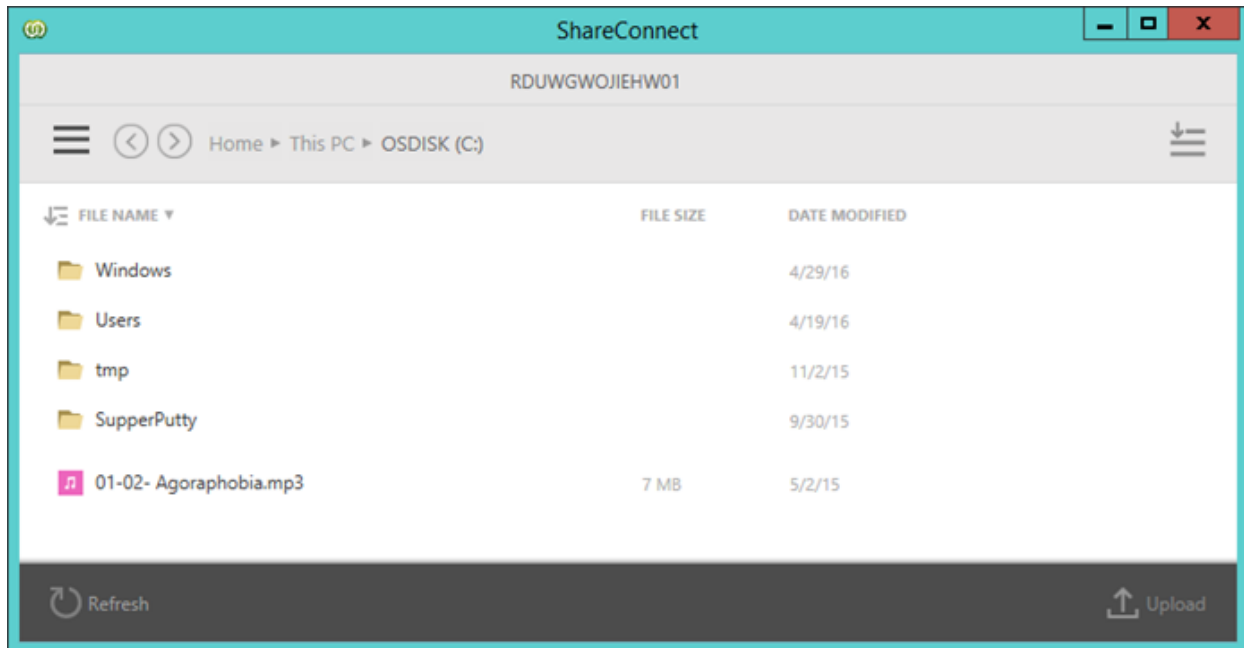 ShareConnect
RDUWGWOJIEHW01
Home ▸ This PC ▸ OSDISK (C:)
FILE NAME ▼ FILE SIZE DATE MODIFIED
Windows 4/29/16
Users 4/19/16
tmp 11/2/15
SupperPutty 9/30/15
01-02- Agoraphobia.mp3 7 MB 5/2/15
Refresh Upload